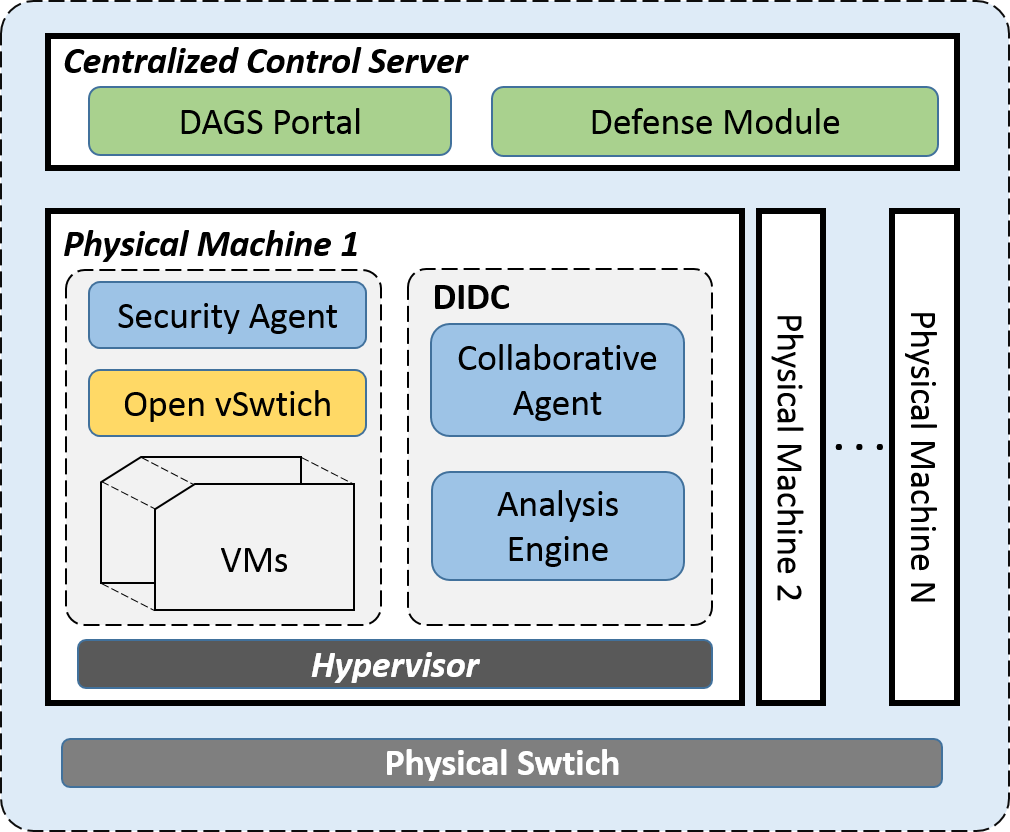 Centralized Control Server
DAGS Portal
Defense Module
Physical Machine 1
Security Agent
Open vSwtich
VMs
DIDC
Collaborative
Agent
Analysis
Engine
Hypervisor
Physical Machine 2
. . .
Physical Machine N
Physical Swtich